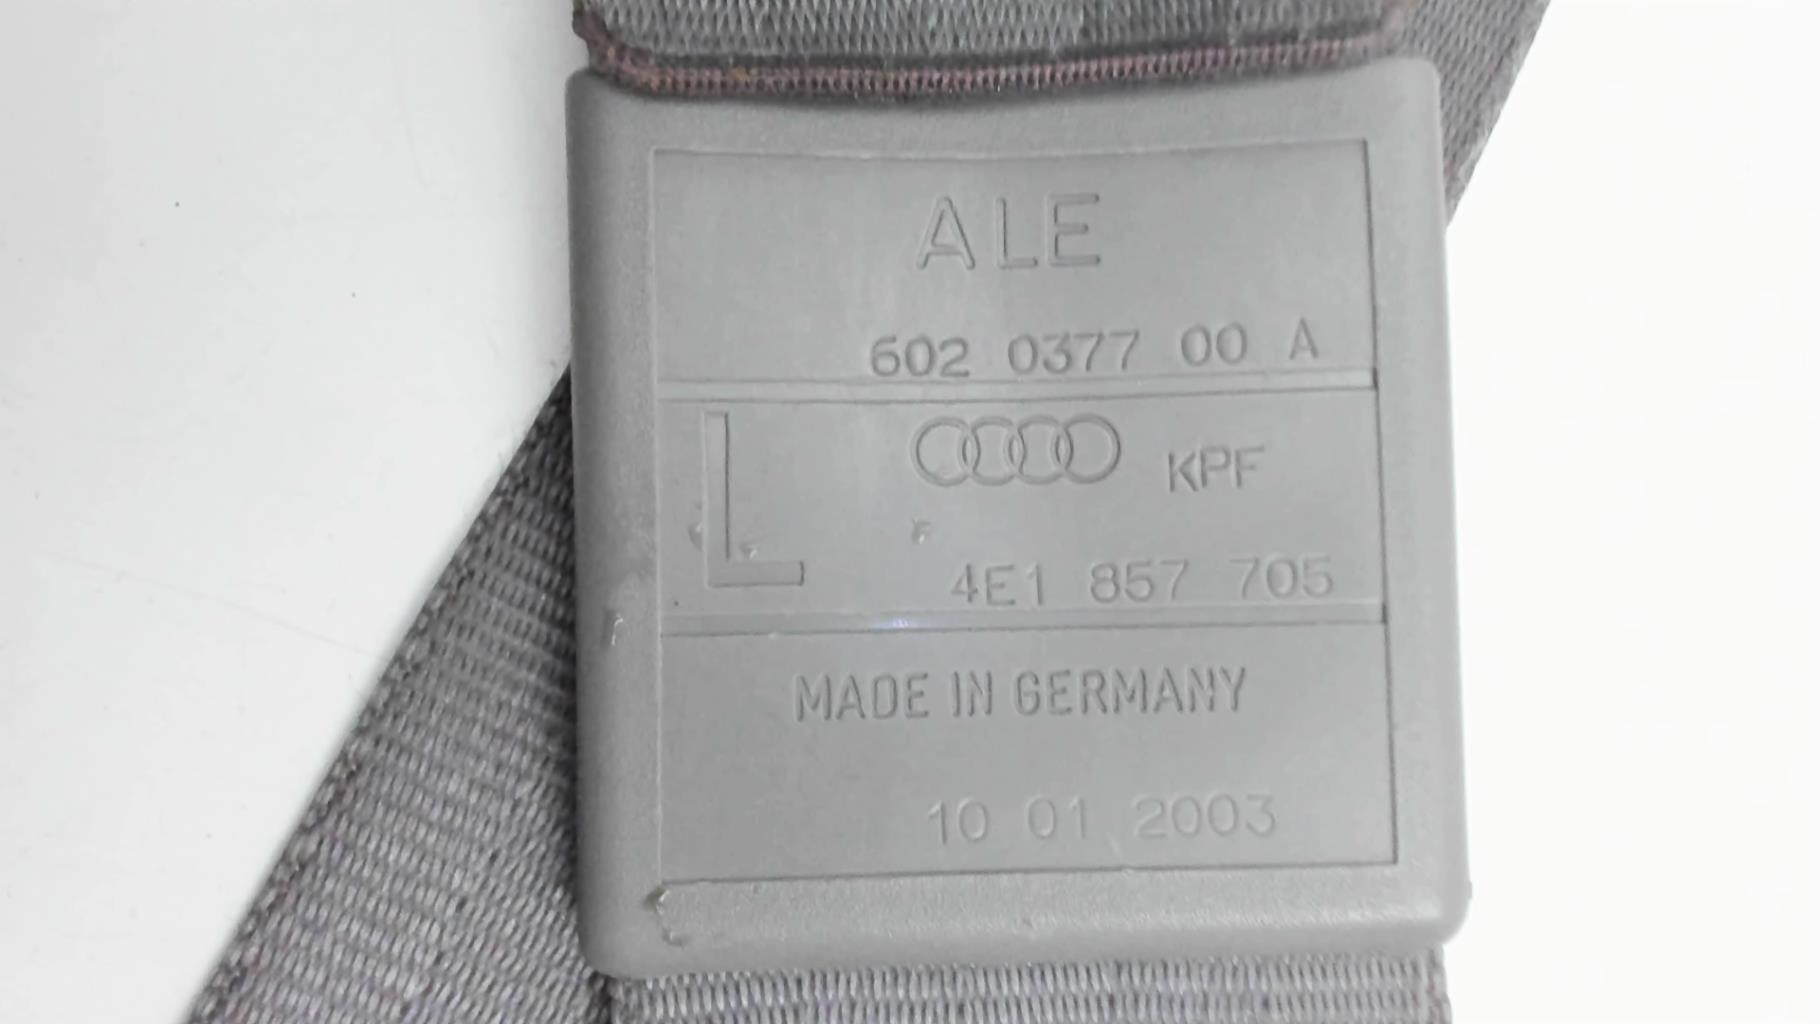 ALE
602 0377 00 A
L KPF
4E1 857 705
MADE IN GERMANY
10 01 2003